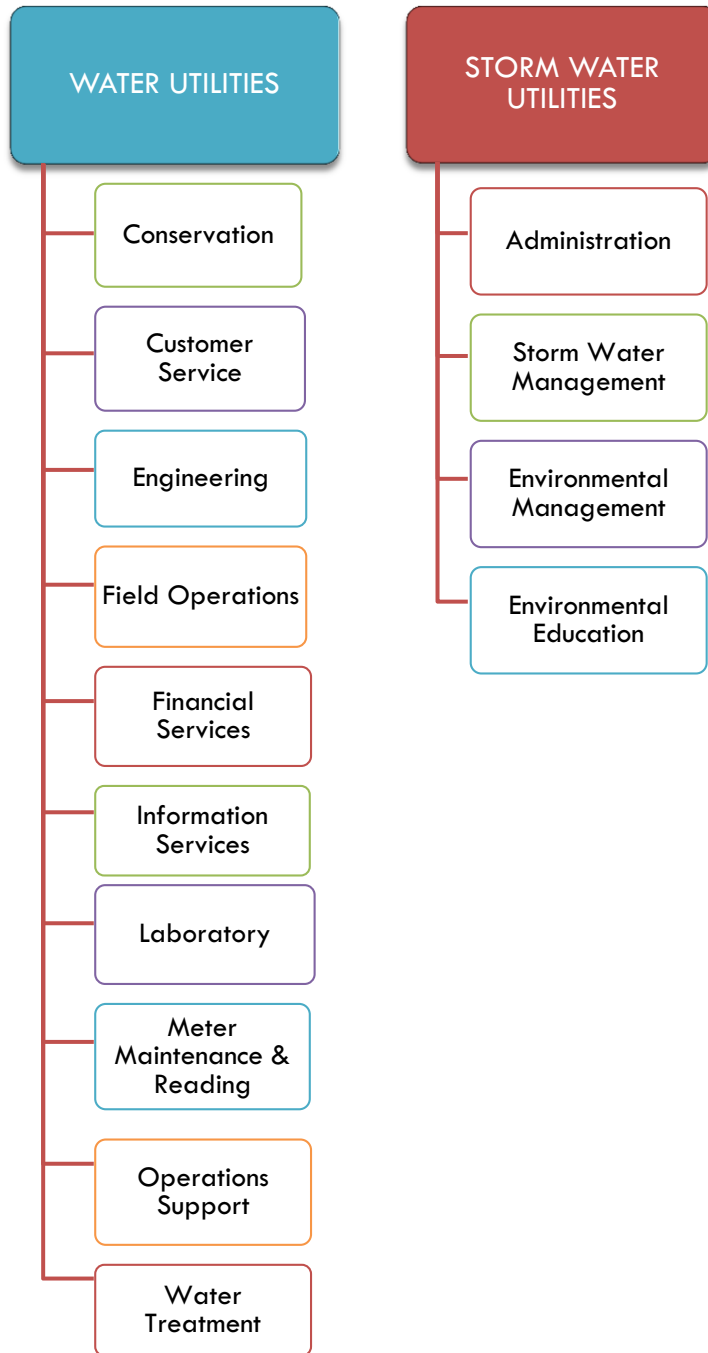 WATER UTILITIES
Conservation
Customer
Service
Engineering
Field Operations
Financial
Services
Information
Services
Laboratory
Meter
Maintenance &
Reading
Operations
Support
Water
Treatment
STORM WATER
UTILITIES
Administration
Storm Water
Management
Environmental
Management
Environmental
Education